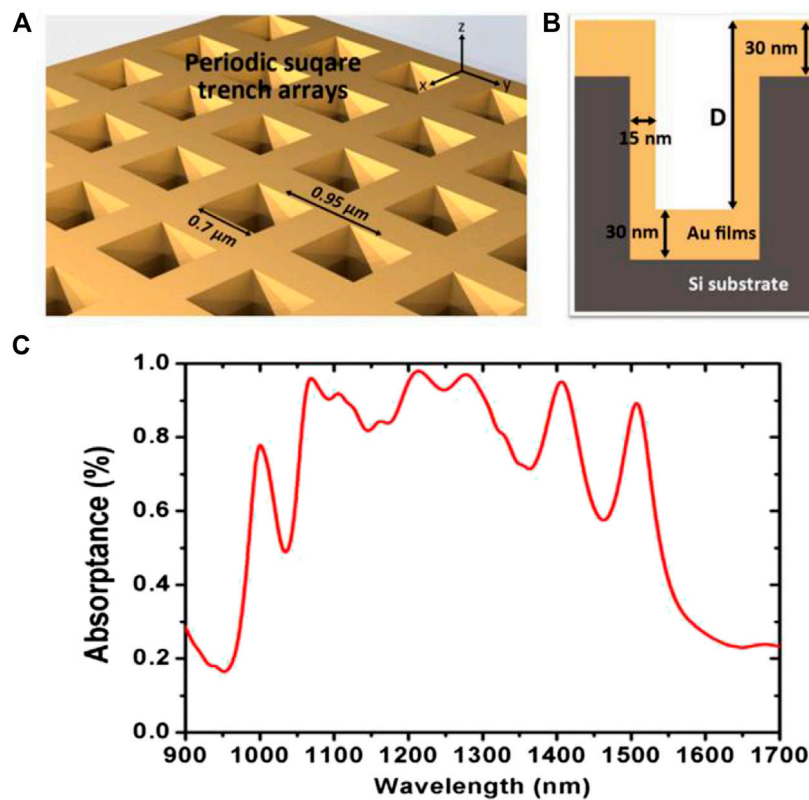 A
Periodic suqare
trench arrays
z
x
y
0.7 μm
0.95 μm
B
30 nm
D
15 nm
30 nm
Au films
Si substrate
C
Absorptance (%)
1.0
0.8
0.6
0.4
0.2
0.0
900 1000 1100 1200 1300 1400 1500 1600 1700
Wavelength (nm)